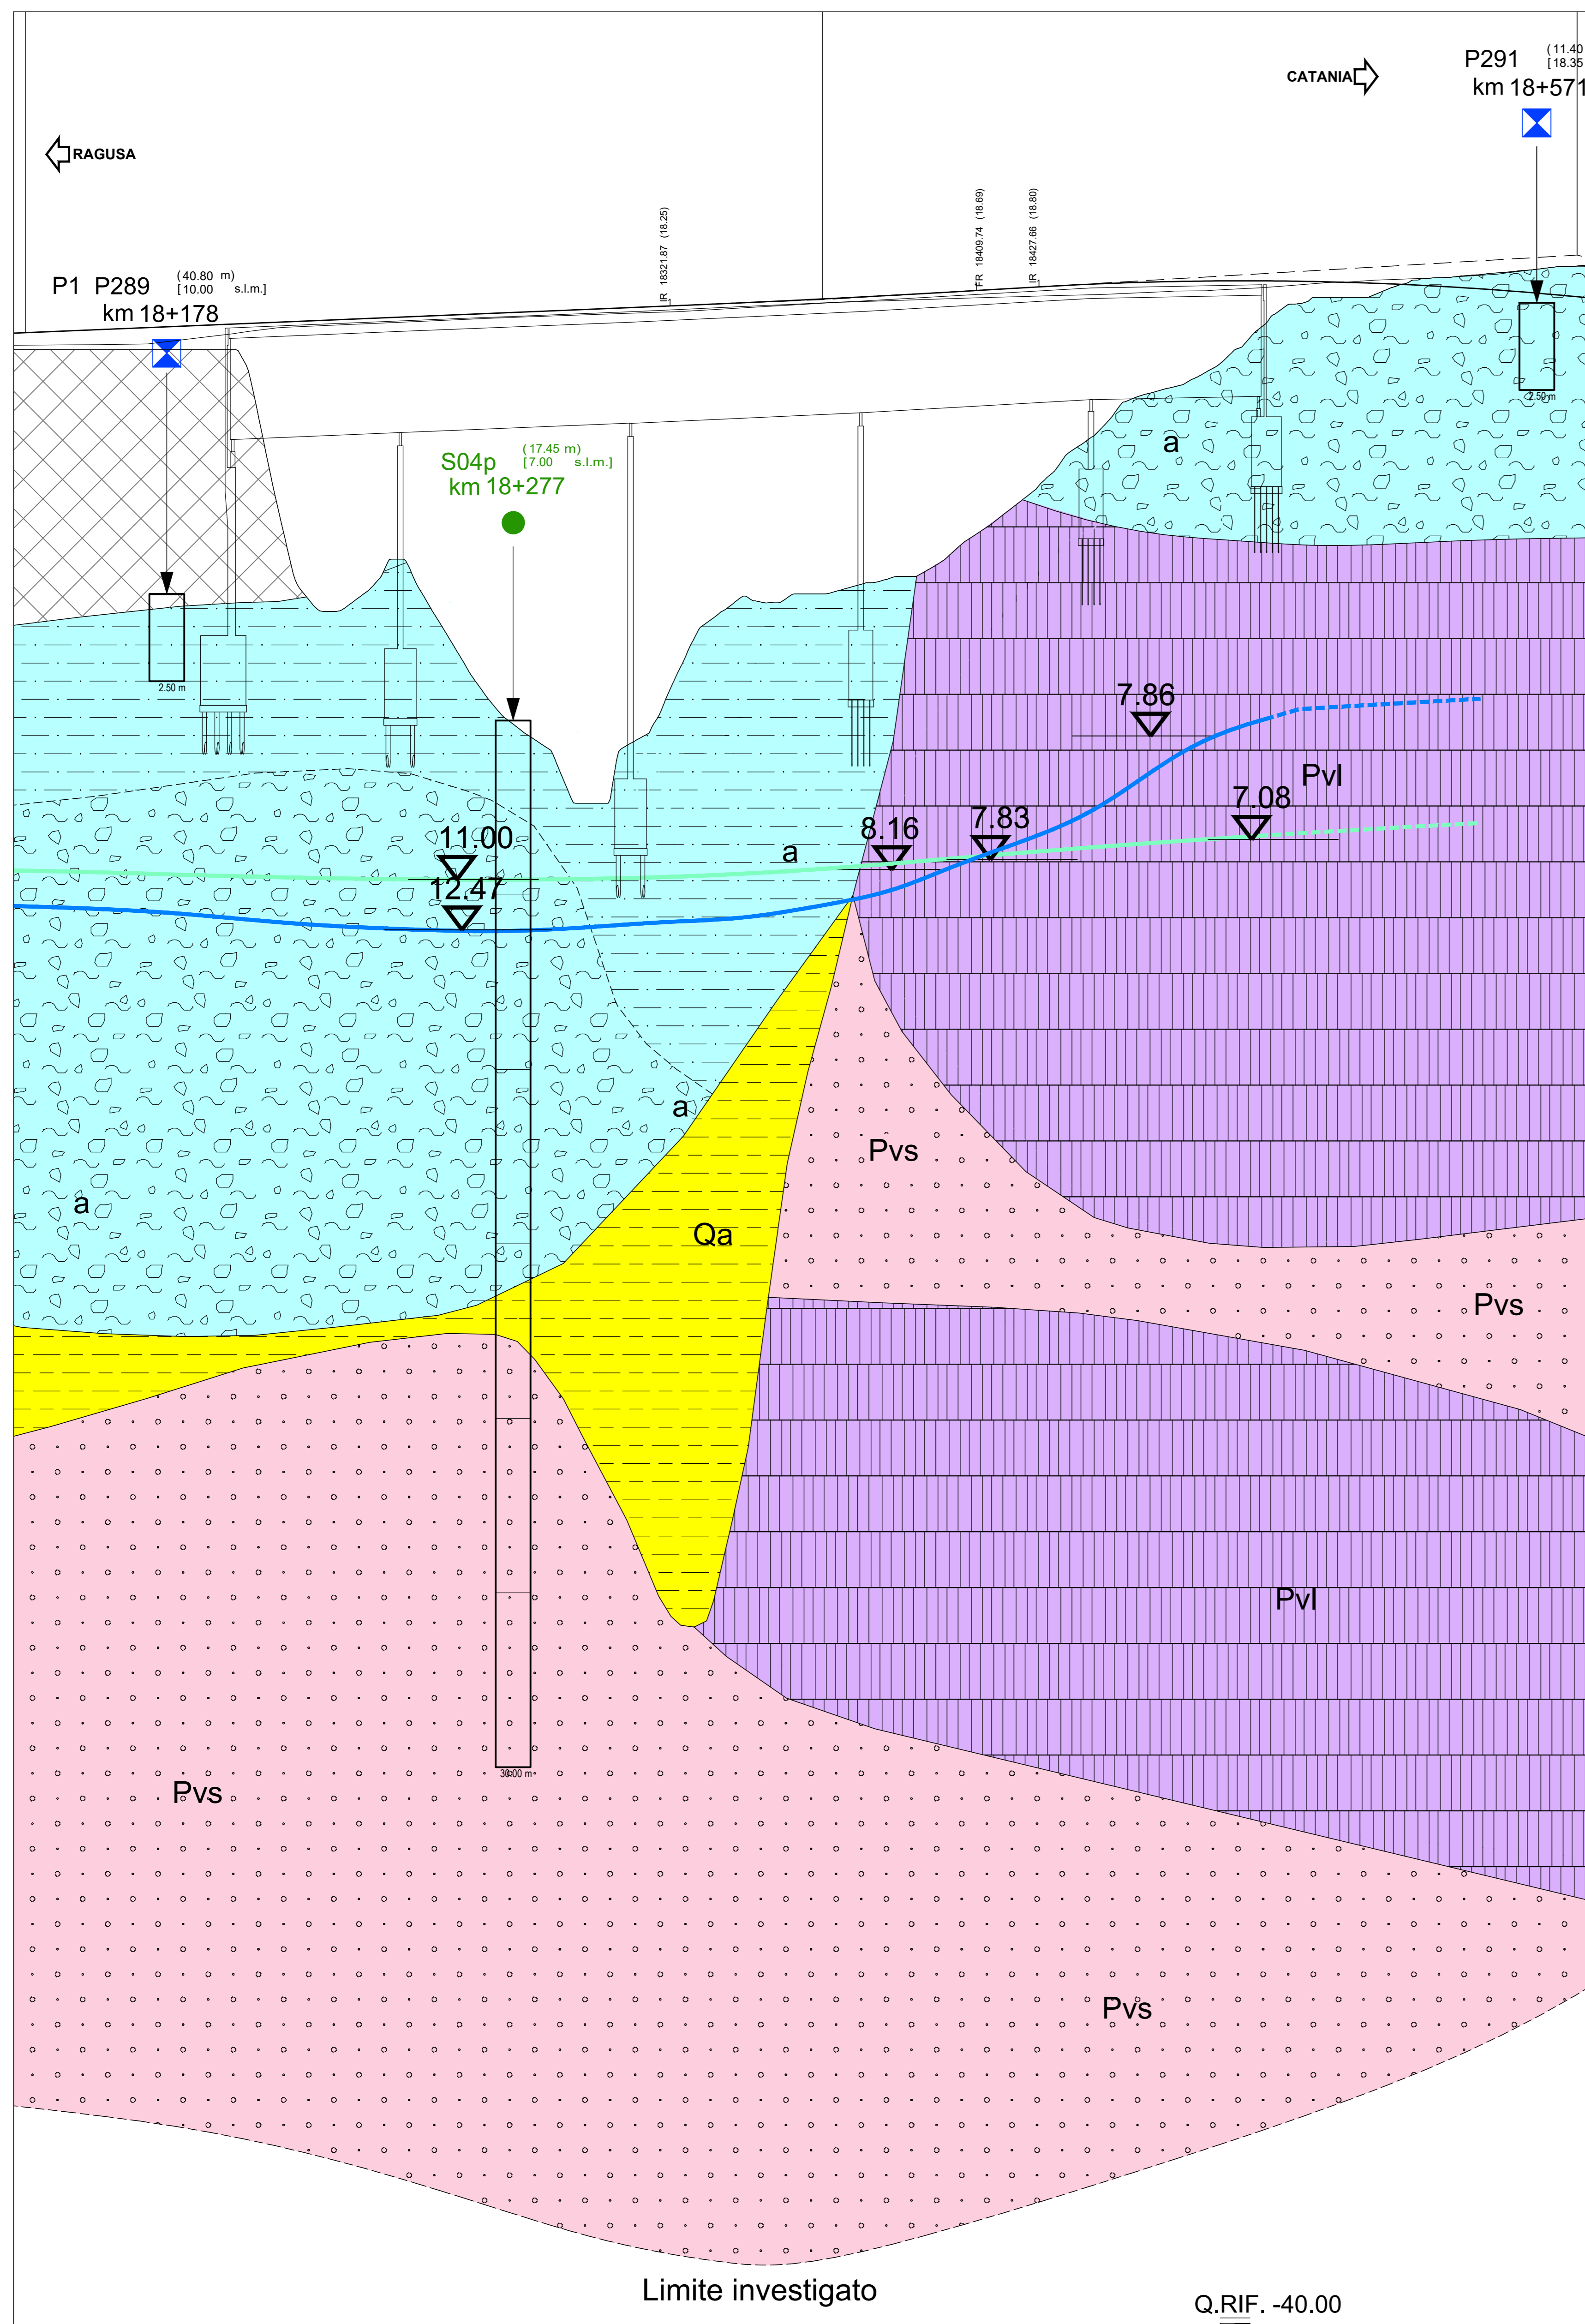 CATANIA
P291 (11.40
[18.35
km 18+571
RAGUSA
IR 18321.87 (18.25)
FR 18409.74 (18.69)
IR 18427.66 (18.80)
P1 P289 (40.80 m)
[10.00 s.l.m.]
km 18+178
2.50 m
S04p (17.45 m)
[7.00 s.l.m.]
km 18+277
a
2.50 m
7.86
Pvl
7.08
7.83
8.16
11.00
a
12.47
a
Pvs
a
Qa
Pvs
Pvl
30.00 m
Pvs
Pvs
Limite investigato
Q.RIF. -40.00